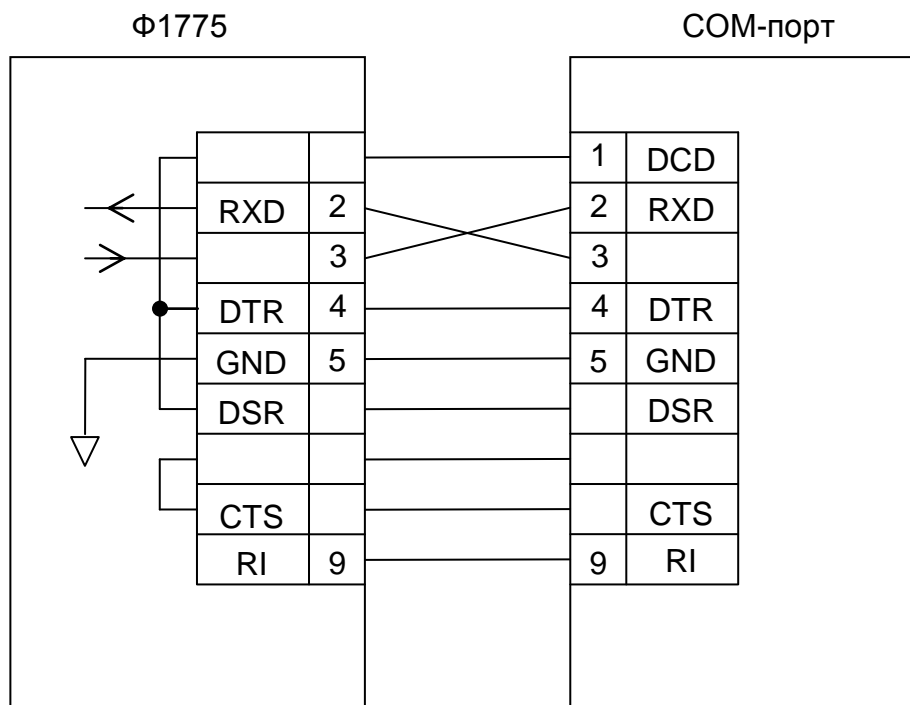 Ф1775
COM-порт
1 DCD
RXD 2
2 RXD
3
3
DTR 4
4 DTR
GND 5
5 GND
DSR
DSR
CTS
CTS
RI 9
9 RI